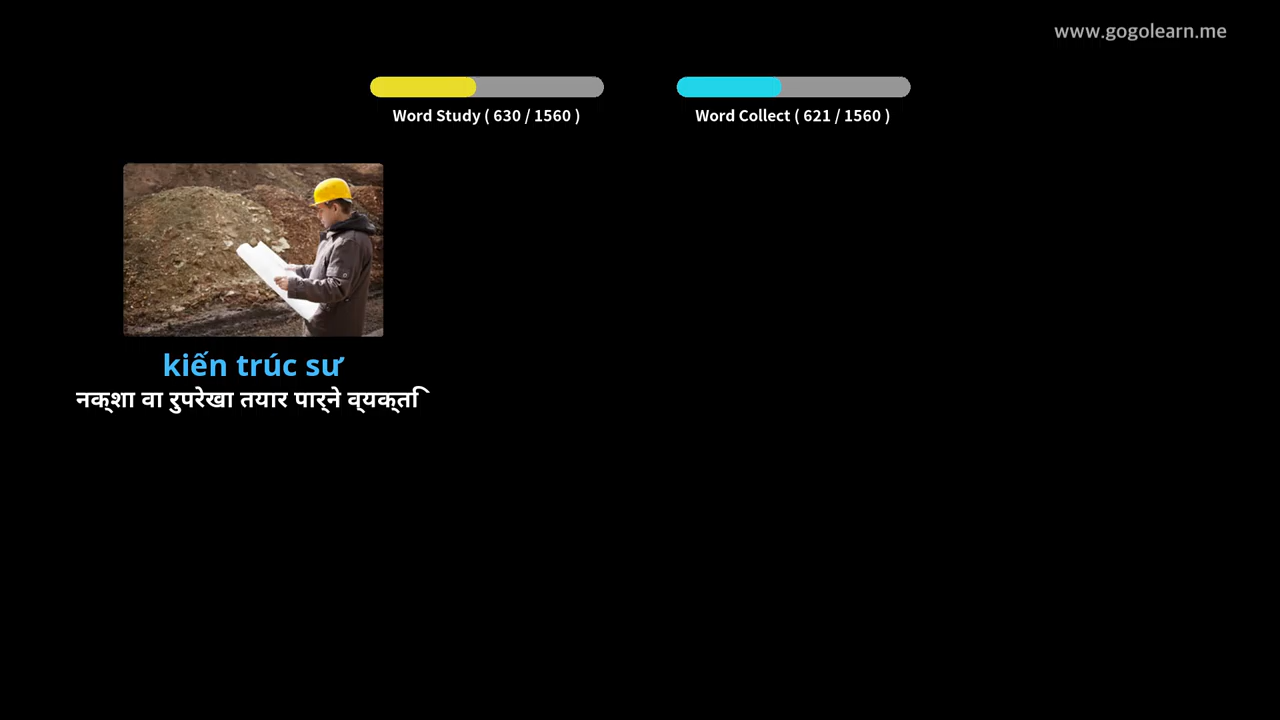 www.gogolearn.me
Word Study ( 630 / 1560 )
Word Collect ( 621 / 1560 )
kiến trúc sư
नक्शा वा रुपरेखा तयार पार्ने व्यक्ति